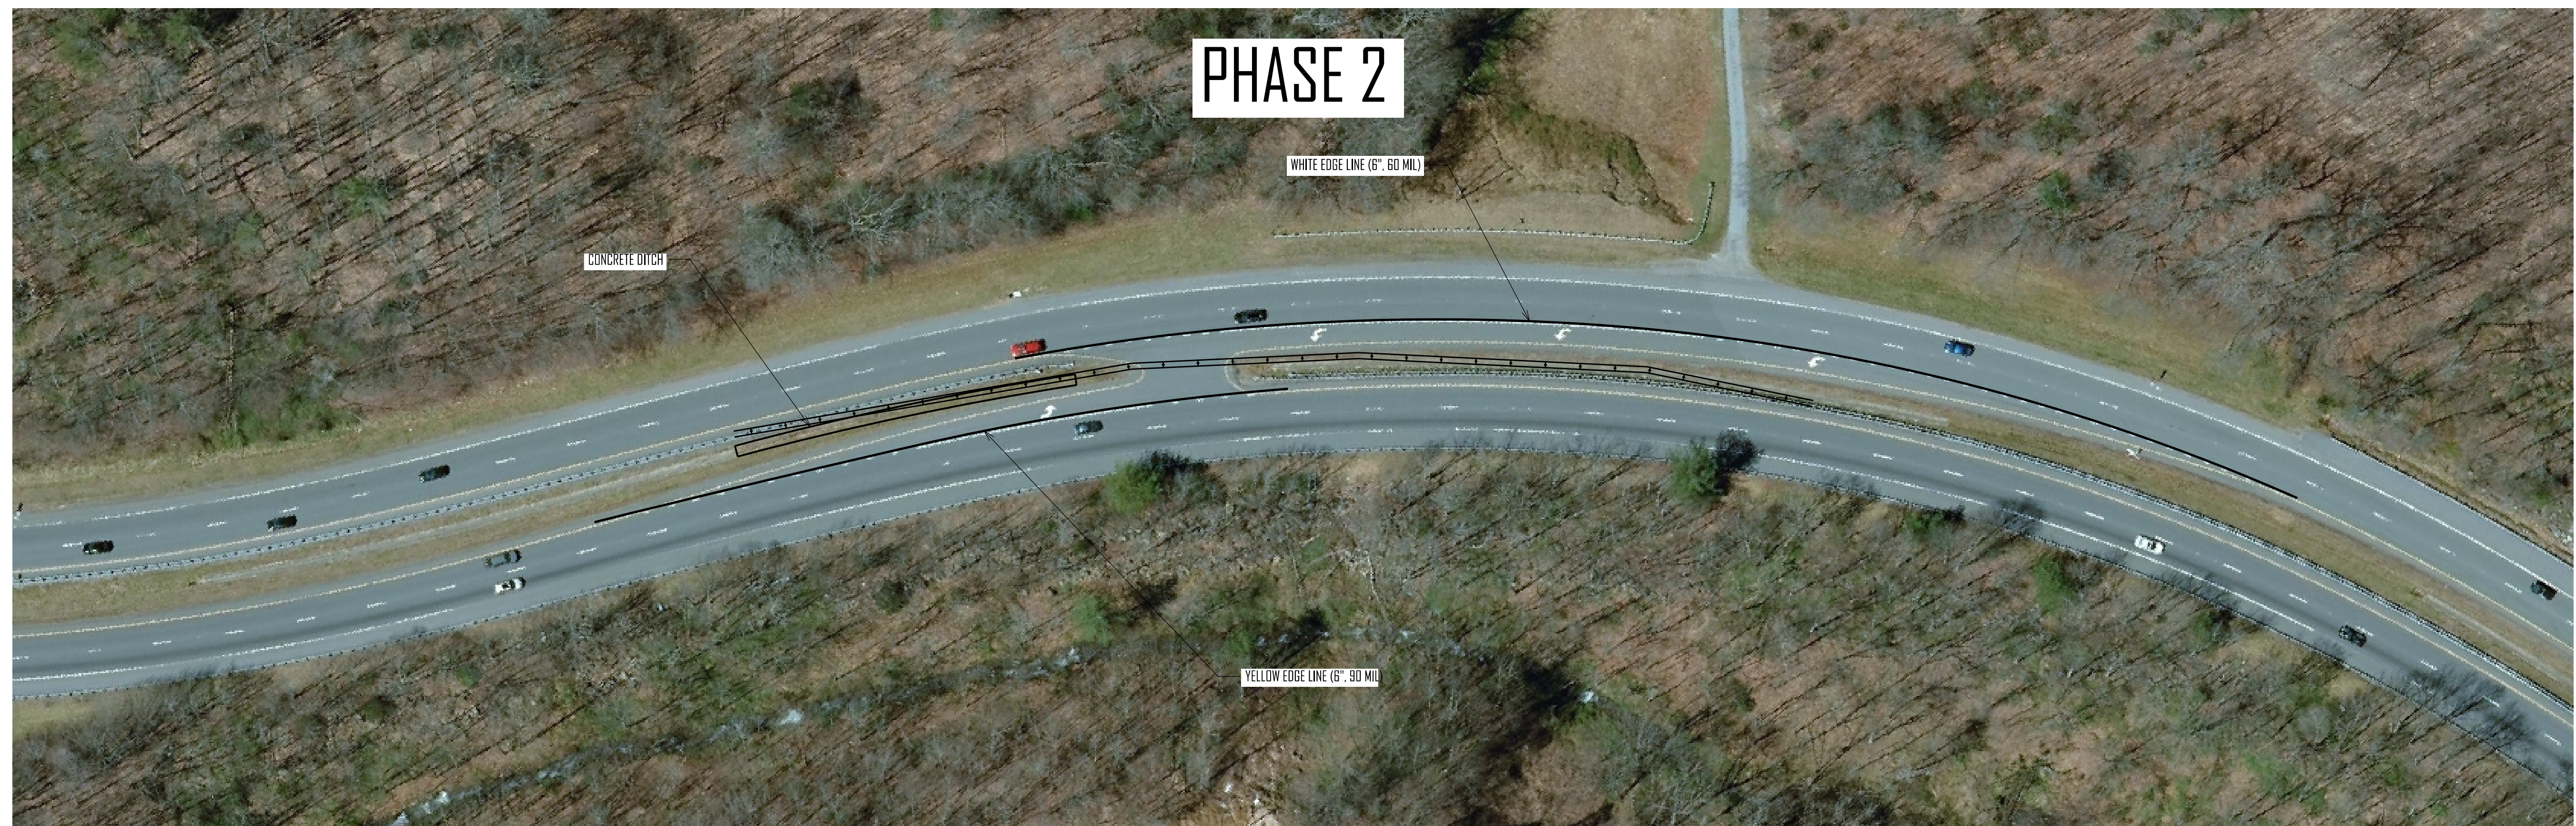 PHASE 2
WHITE EDGE LINE (6", 60 MIL)
CONCRETE DITCH
YELLOW EDGE LINE (6", 90 MIL